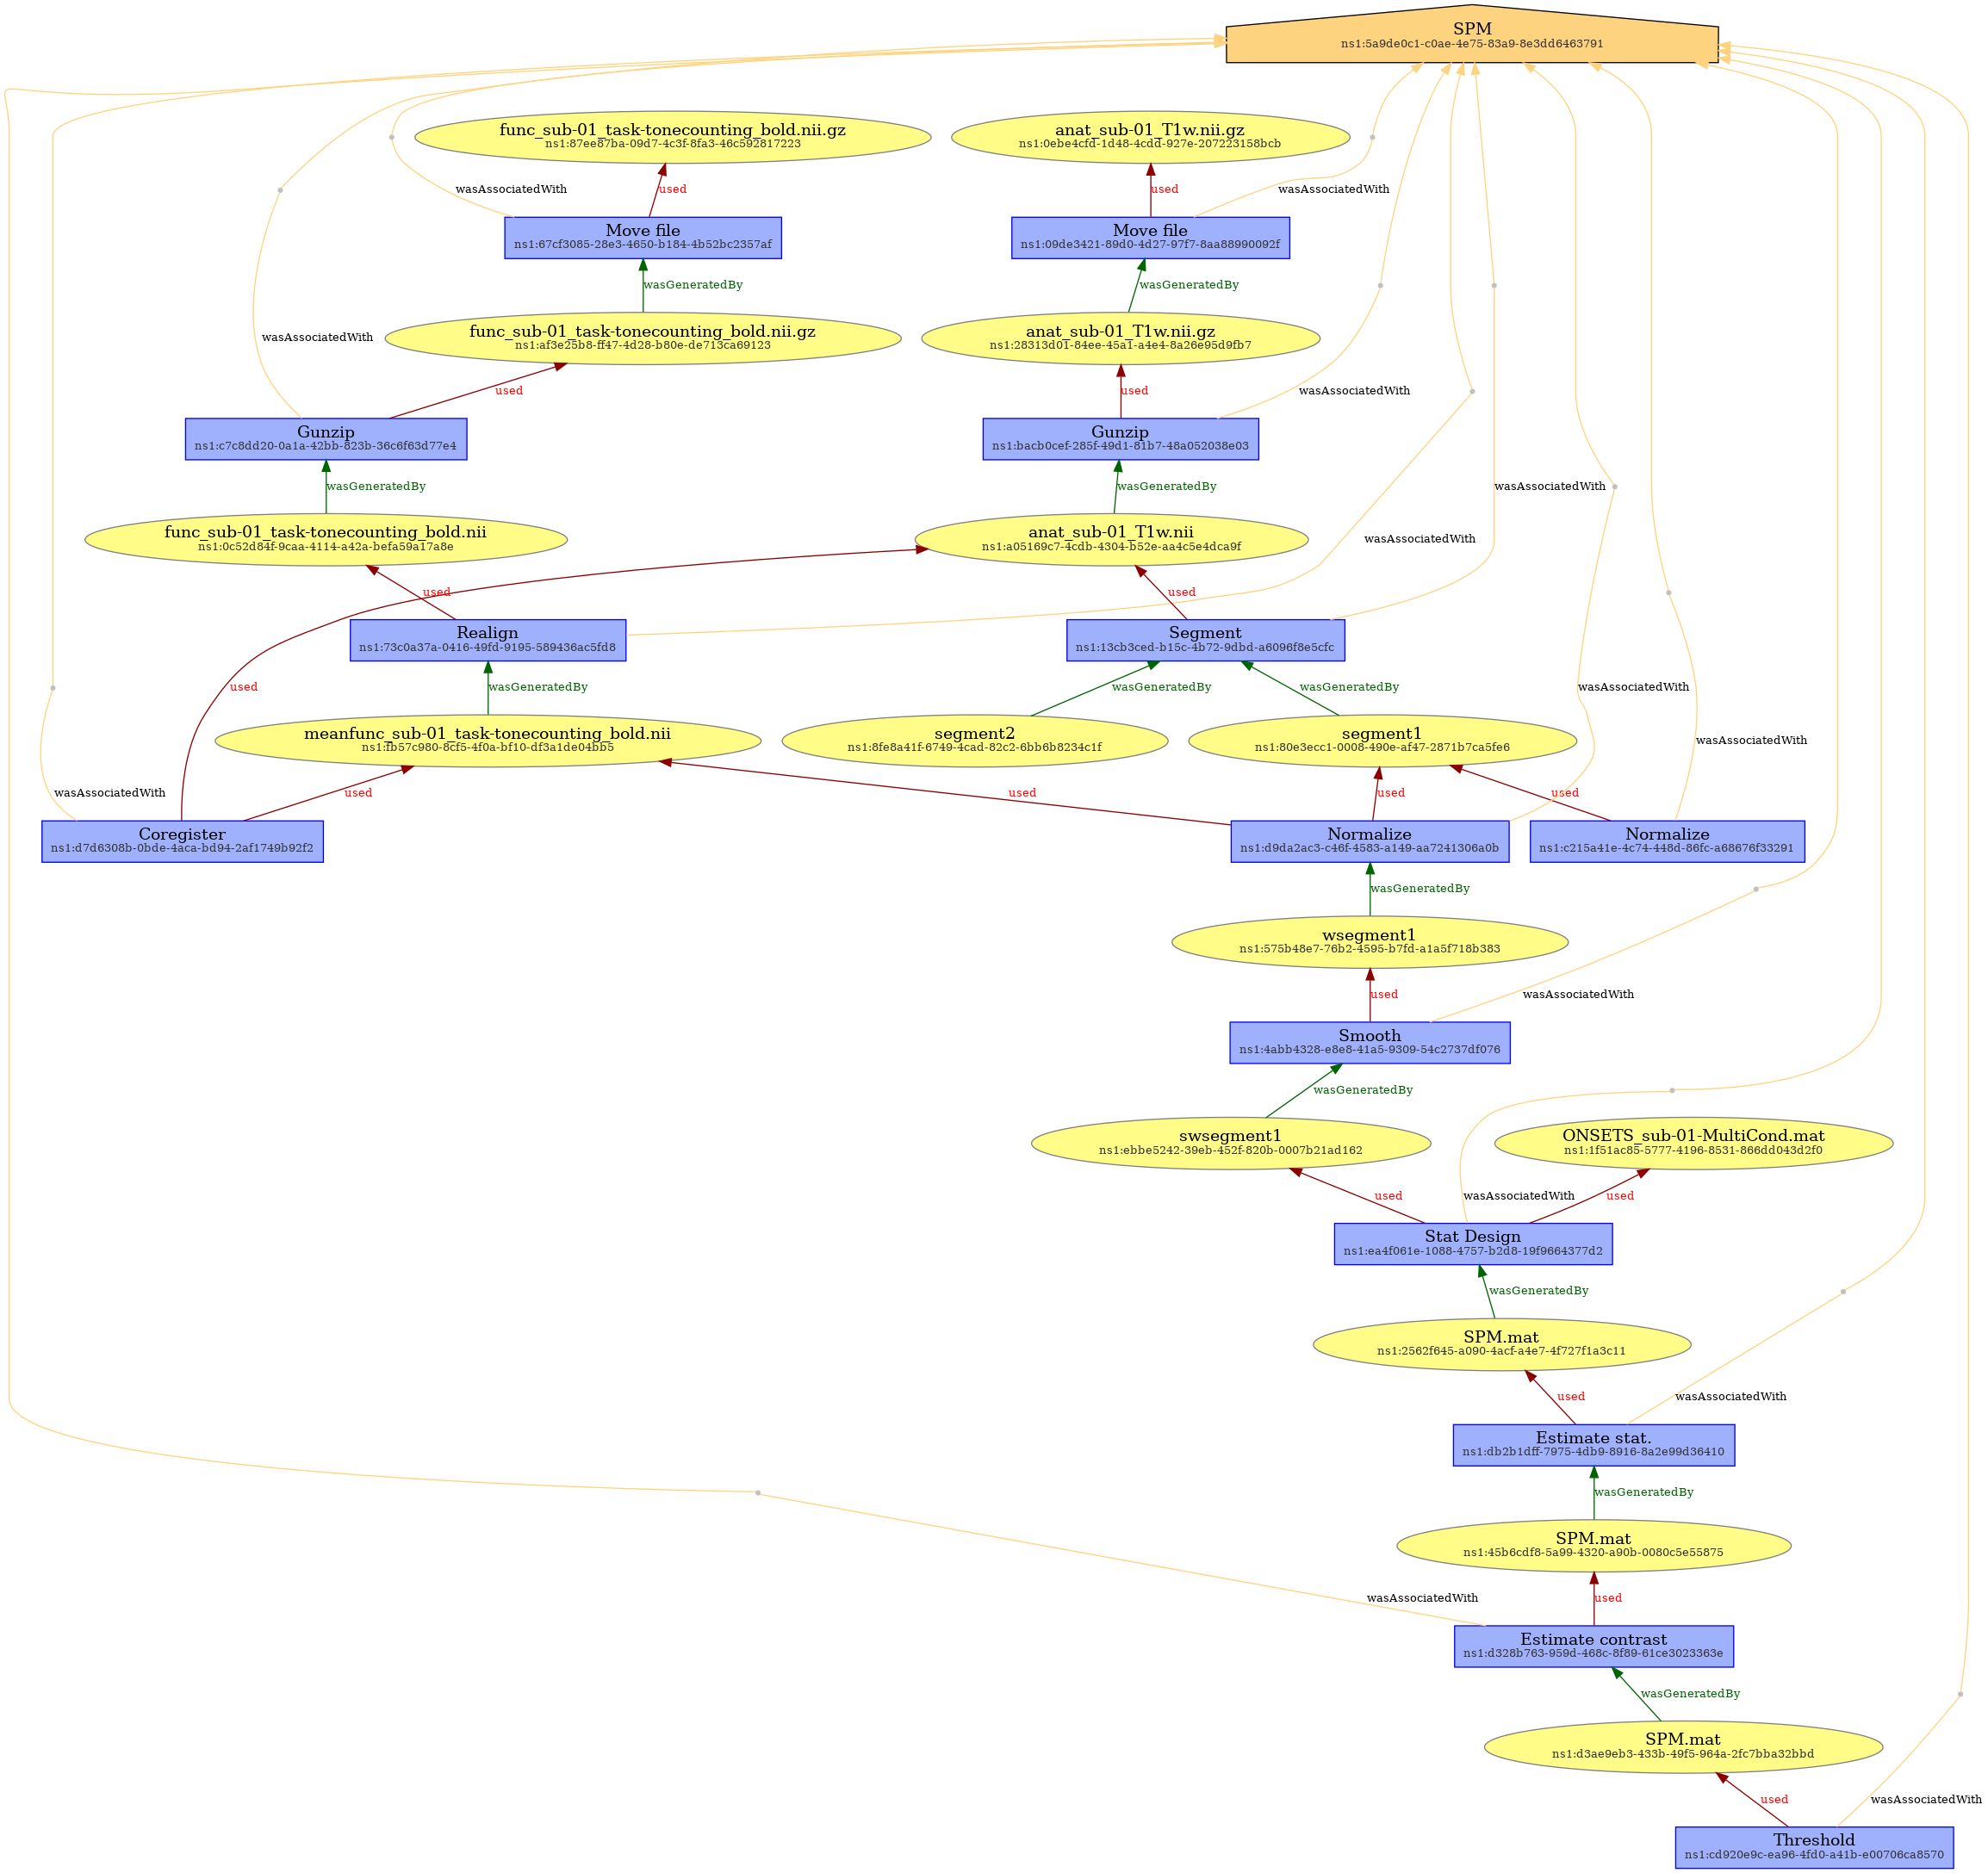 SPM
ns1:5a9de0c1-c0ae-4e75-83a9-8e3dd6463791
func_sub-01_task-tonecounting_bold.nii.gz
ns1:87ee87ba-09d7-4c3f-8fa3-46c592817223
anat_sub-01_T1w.nii.gz
ns1:0ebe4cfd-1d48-4cdd-927e-207223158bcb
wasAssociatedWith
used
used
wasAssociatedWith
Move file
ns1:67cf3085-28e3-4650-b184-4b52bc2357af
Move file
ns1:09de3421-89d0-4d27-97f7-8aa88990092f
wasGeneratedBy
wasGeneratedBy
wasAssociatedWith
func_sub-01_task-tonecounting_bold.nii.gz
ns1:af3e25b8-ff47-4d28-b80e-de713ca69123
anat_sub-01_T1w.nii.gz
ns1:28313d01-84ee-45a1-a4e4-8a26e95d9fb7
used
used
wasAssociatedWith
Gunzip
ns1:c7c8dd20-0a1a-42bb-823b-36c6f63d77e4
Gunzip
ns1:bacb0cef-285f-49d1-81b7-48a052038e03
wasGeneratedBy
wasGeneratedBy
wasAssociatedWith
func_sub-01_task-tonecounting_bold.nii
ns1:0c52d84f-9caa-4114-a42a-befa59a17a8e
anat_sub-01_T1w.nii
ns1:a05169c7-4cdb-4304-b52e-aa4c5e4dca9f
wasAssociatedWith
used
used
Realign
ns1:73c0a37a-0416-49fd-9195-589436ac5fd8
Segment
ns1:13cb3ced-b15c-4b72-9dbd-a6096f8e5cfc
used
wasGeneratedBy
wasGeneratedBy
wasGeneratedBy
wasAssociatedWith
meanfunc_sub-01_task-tonecounting_bold.nii
ns1:fb57c980-8cf5-4f0a-bf10-df3a1de04bb5
segment2
ns1:8fe8a41f-6749-4cad-82c2-6bb6b8234c1f
segment1
ns1:80e3ecc1-0008-490e-af47-2871b7ca5fe6
wasAssociatedWith
wasAssociatedWith
used
used
used
used
Coregister
ns1:d7d6308b-0bde-4aca-bd94-2af1749b92f2
Normalize
ns1:d9da2ac3-c46f-4583-a149-aa7241306a0b
Normalize
ns1:c215a41e-4c74-448d-86fc-a68676f33291
wasGeneratedBy
wsegment1
ns1:575b48e7-76b2-4595-b7fd-a1a5f718b383
used
wasAssociatedWith
Smooth
ns1:4abb4328-e8e8-41a5-9309-54c2737df076
wasGeneratedBy
swsegment1
ns1:ebbe5242-39eb-452f-820b-0007b21ad162
ONSETS_sub-01-MultiCond.mat
ns1:1f51ac85-5777-4196-8531-866dd043d2f0
used
wasAssociatedWith
used
Stat Design
ns1:ea4f061e-1088-4757-b2d8-19f9664377d2
wasGeneratedBy
SPM.mat
ns1:2562f645-a090-4acf-a4e7-4f727f1a3c11
used
wasAssociatedWith
Estimate stat.
ns1:db2b1dff-7975-4db9-8916-8a2e99d36410
wasGeneratedBy
SPM.mat
ns1:45b6cdf8-5a99-4320-a90b-0080c5e55875
wasAssociatedWith
used
Estimate contrast
ns1:d328b763-959d-468c-8f89-61ce3023363e
wasGeneratedBy
SPM.mat
ns1:d3ae9eb3-433b-49f5-964a-2fc7bba32bbd
used
wasAssociatedWith
Threshold
ns1:cd920e9c-ea96-4fd0-a41b-e00706ca8570